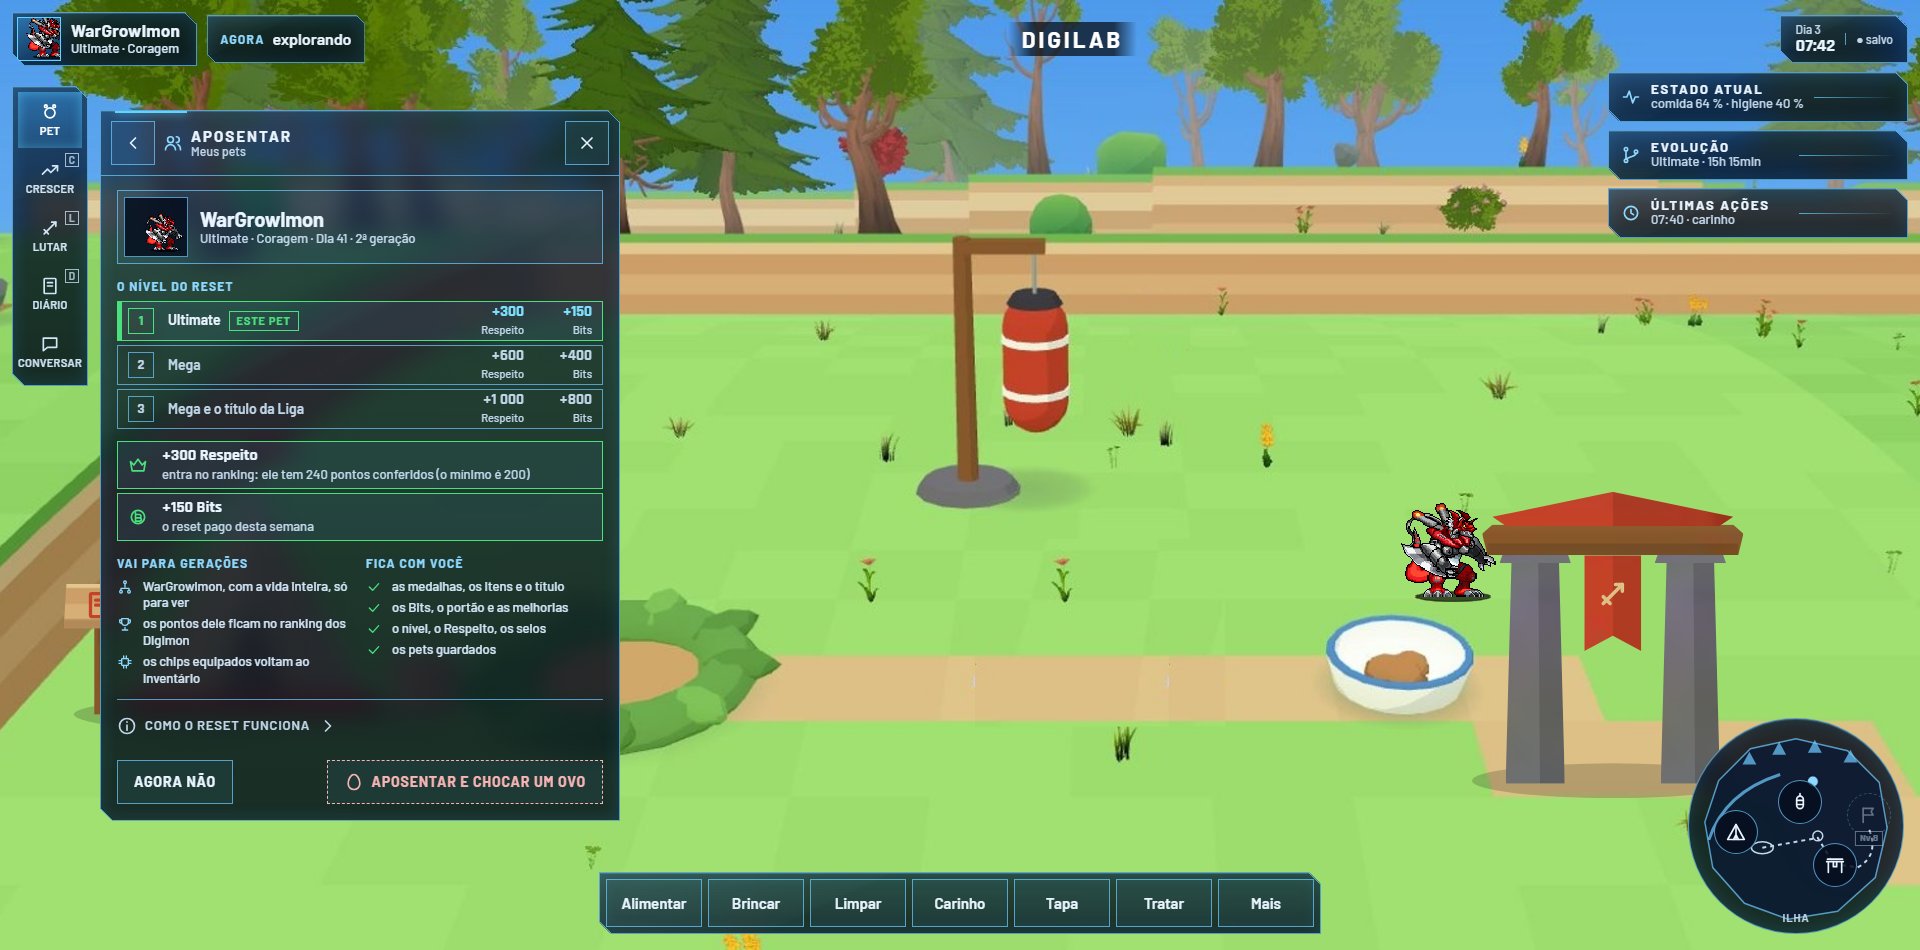 WarGrowlmon
Ultimate · Coragem
AGORA explorando
DIGILAB
Dia 3
07:42
salvo
ESTADO ATUAL
comida 64 % · higiene 40 %
EVOLUÇÃO
Ultimate · 15h 15min
ÚLTIMAS AÇÕES
07:40 · carinho
PET
C
CRESCER
L
LUTAR
D
DIÁRIO
CONVERSAR
APOSENTAR
Meus pets
WarGrowlmon
Ultimate · Coragem · Dia 41 · 2ª geração
O NÍVEL DO RESET
1 Ultimate ESTE PET +300 Respeito +150 Bits
2 Mega +600 Respeito +400 Bits
3 Mega e o título da Liga +1 000 Respeito +800 Bits
+300 Respeito
entra no ranking: ele tem 240 pontos conferidos (o mínimo é 200)
+150 Bits
o reset pago desta semana
VAI PARA GERAÇÕES
WarGrowlmon, com a vida inteira, só
para ver
os pontos dele ficam no ranking dos
Digimon
os chips equipados voltam ao
Inventário
FICA COM VOCÊ
as medalhas, os itens e o título
os Bits, o portão e as melhorias
o nível, o Respeito, os selos
os pets guardados
COMO O RESET FUNCIONA
AGORA NÃO
APOSENTAR E CHOCAR UM OVO
Alimentar
Brincar
Limpar
Carinho
Tapa
Tratar
Mais
ILHA